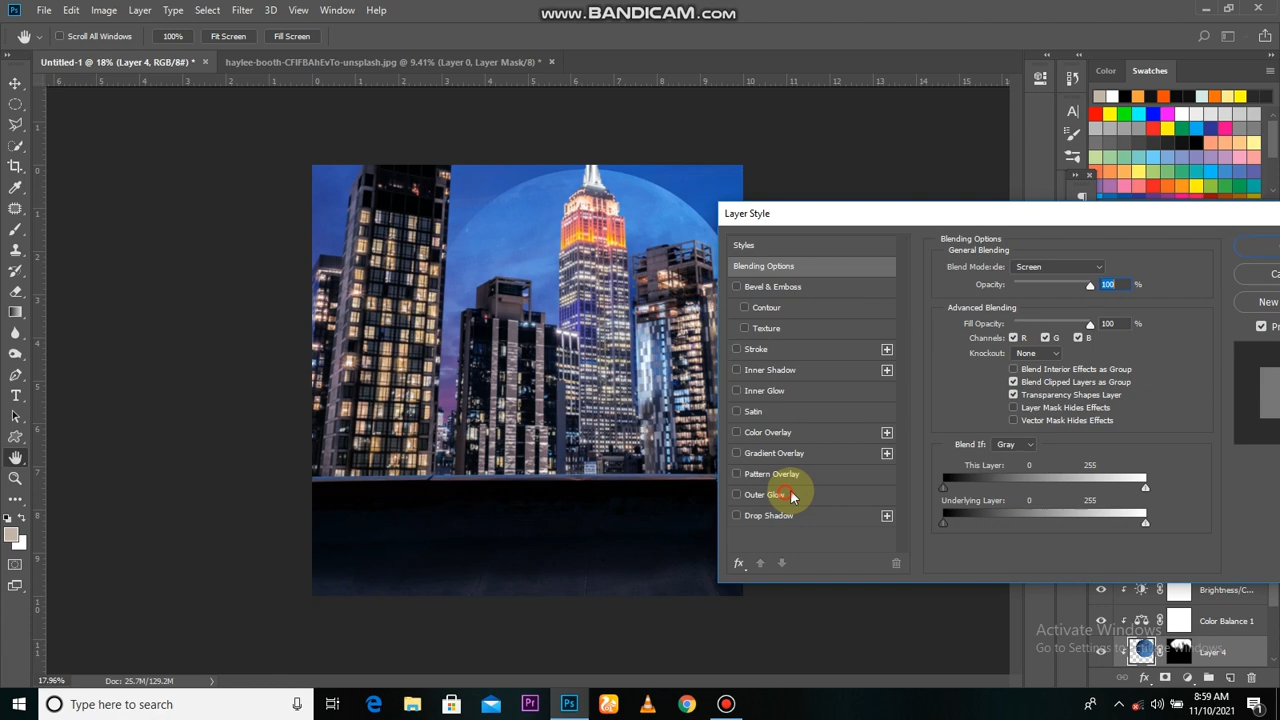 File Edit Image Layer Type Select Filter 3D View Window Help
www.BANDICAM.com
Scroll All Windows 100% Fit Screen Fill Screen
Untitled-1 @ 18% (Layer 4, RGB/8#) * × haylee-booth-CFIFBAhEvTo-unsplash.jpg @ 9.41% (Layer 0, Layer Mask/8) * ×
Color Swatches
Layer Style
Styles
Blending Options
Bevel & Emboss
Contour
Texture
Stroke
Inner Shadow
Inner Glow
Satin
Color Overlay
Gradient Overlay
Pattern Overlay
Outer Glow
Drop Shadow
fx
Blending Options
General Blending
Blend Mode: Screen
Opacity: 100 %
Advanced Blending
Fill Opacity: 100 %
Channels: R G B
Knockout: None
Blend Interior Effects as Group
Blend Clipped Layers as Group
Transparency Shapes Layer
Layer Mask Hides Effects
Vector Mask Hides Effects
Blend If: Gray
This Layer: 0 255
Underlying Layer: 0 255
Ca
New
P
Brightness/C...
Color Balance 1
Layer 4
Activate Windows
Go to Settings to activate Windows.
17.96% Doc: 25.7M/129.2M
Type here to search
8:59 AM
11/10/2021